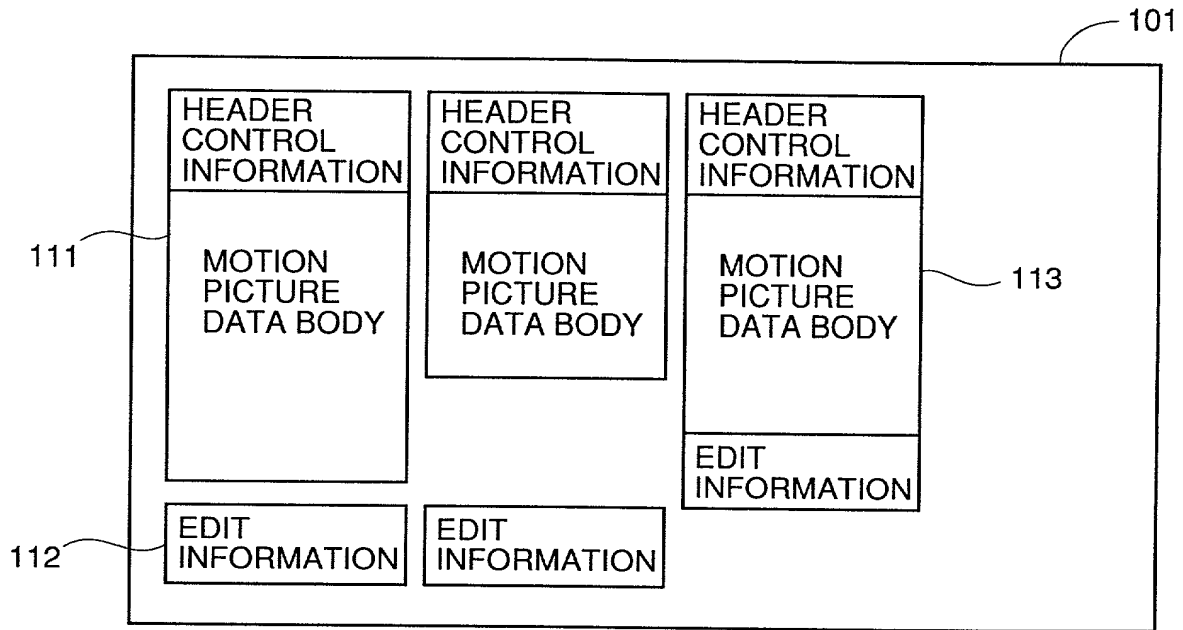 101
HEADER
CONTROL
INFORMATION
MOTION
PICTURE
DATA BODY
111
EDIT
INFORMATION
112
HEADER
CONTROL
INFORMATION
MOTION
PICTURE
DATA BODY
EDIT
INFORMATION
HEADER
CONTROL
INFORMATION
MOTION
PICTURE
DATA BODY
113
EDIT
INFORMATION